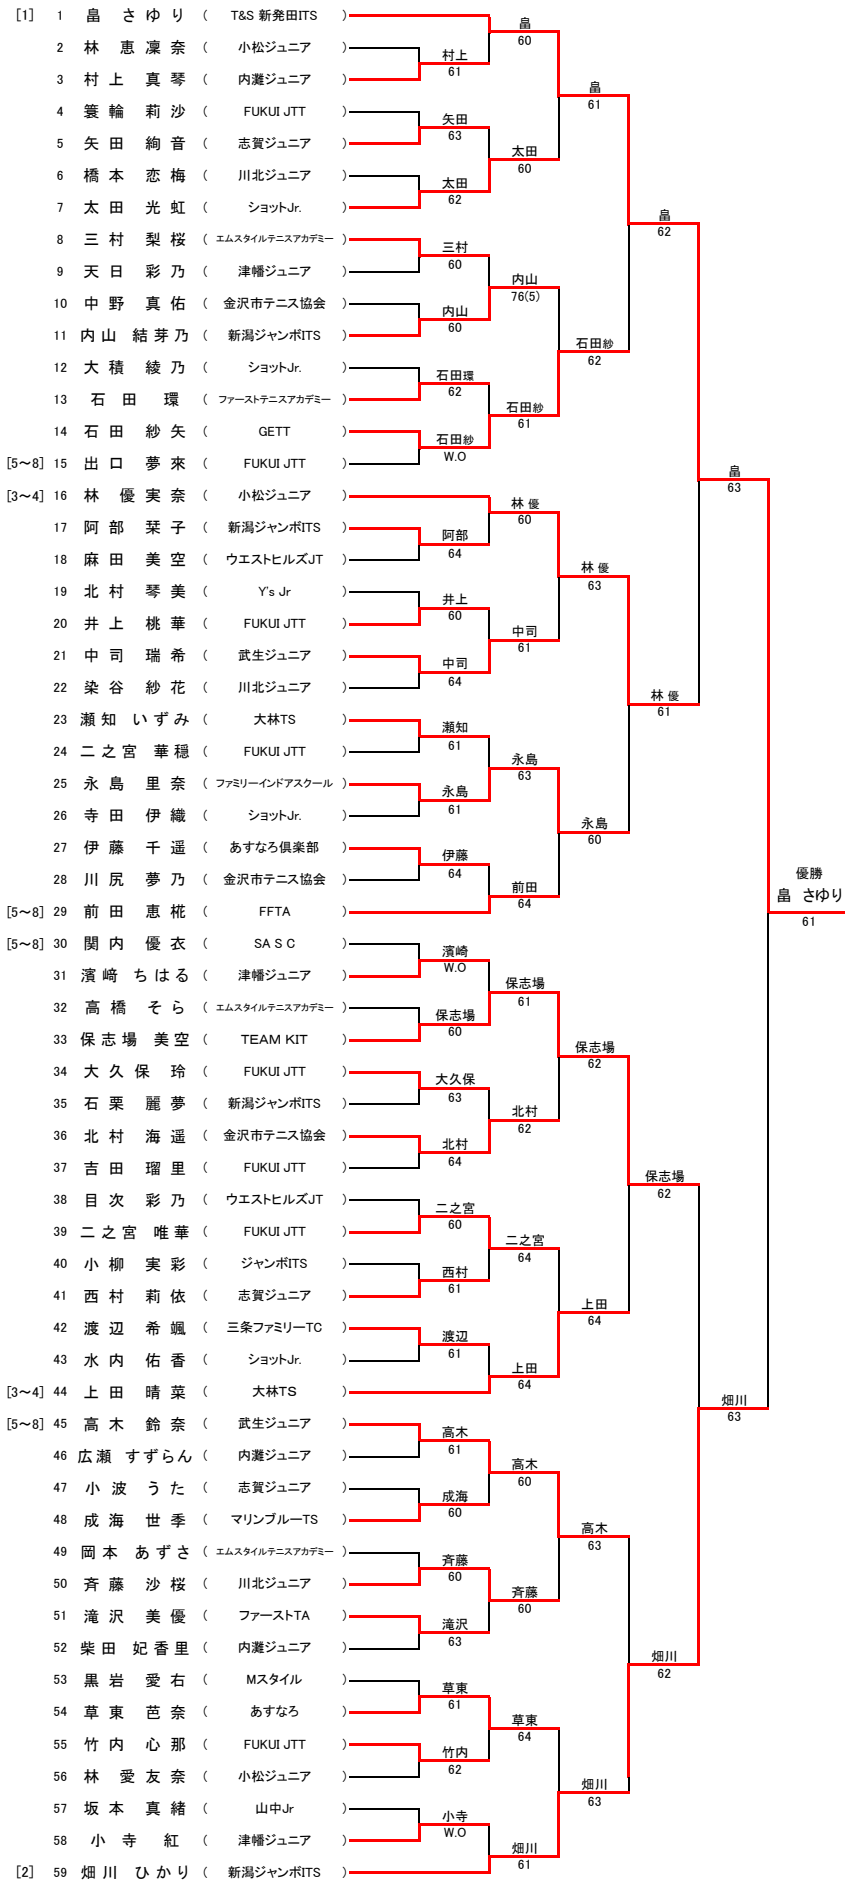 [1] 1 畠 さゆり ( T&S 新発田ITS )
2 林 恵凜奈 ( 小松ジュニア )
3 村上 真琴 ( 内灘ジュニア )
4 簑輪 莉沙 ( FUKUI JTT )
5 矢田 絢音 ( 志賀ジュニア )
6 橋本 恋梅 ( 川北ジュニア )
7 太田 光虹 ( ショットJr. )
8 三村 梨桜 ( エムスタイルテニスアカデミー )
9 天日 彩乃 ( 津幡ジュニア )
10 中野 真佑 ( 金沢市テニス協会 )
11 内山 結芽乃 ( 新潟ジャンボITS )
12 大積 綾乃 ( ショットJr. )
13 石田 環 ( ファーストテニスアカデミー )
14 石田 紗矢 ( GETT )
[5~8] 15 出口 夢來 ( FUKUI JTT )
[3~4] 16 林 優実奈 ( 小松ジュニア )
17 阿部 栞子 ( 新潟ジャンボITS )
18 麻田 美空 ( ウエストヒルズJT )
19 北村 琴美 ( Y's Jr )
20 井上 桃華 ( FUKUI JTT )
21 中司 瑞希 ( 武生ジュニア )
22 染谷 紗花 ( 川北ジュニア )
23 瀬知 いずみ ( 大林TS )
24 二之宮 華穏 ( FUKUI JTT )
25 永島 里奈 ( ファミリーインドアスクール )
26 寺田 伊織 ( ショットJr. )
27 伊藤 千遥 ( あすなろ倶楽部 )
28 川尻 夢乃 ( 金沢市テニス協会 )
[5~8] 29 前田 恵椛 ( FFTA )
[5~8] 30 関内 優衣 ( SASC )
31 濱﨑 ちはる ( 津幡ジュニア )
32 高橋 そら ( エムスタイルテニスアカデミー )
33 保志場 美空 ( TEAM KIT )
34 大久保 玲 ( FUKUI JTT )
35 石栗 麗夢 ( 新潟ジャンボITS )
36 北村 海遥 ( 金沢市テニス協会 )
37 吉田 瑠里 ( FUKUI JTT )
38 目次 彩乃 ( ウエストヒルズJT )
39 二之宮 唯華 ( FUKUI JTT )
40 小柳 実彩 ( ジャンボITS )
41 西村 莉依 ( 志賀ジュニア )
42 渡辺 希颯 ( 三条ファミリーTC )
43 水内 佑香 ( ショットJr. )
[3~4] 44 上田 晴菜 ( 大林TS )
[5~8] 45 高木 鈴奈 ( 武生ジュニア )
46 広瀬 すずらん ( 内灘ジュニア )
47 小波 うた ( 志賀ジュニア )
48 成海 世季 ( マリンブルーTS )
49 岡本 あずさ ( エムスタイルテニスアカデミー )
50 斉藤 沙桜 ( 川北ジュニア )
51 滝沢 美優 ( ファーストTA )
52 柴田 妃香里 ( 内灘ジュニア )
53 黒岩 愛右 ( Mスタイル )
54 草東 芭奈 ( あすなろ )
55 竹内 心那 ( FUKUI JTT )
56 林 愛友奈 ( 小松ジュニア )
57 坂本 真緒 ( 山中Jr )
58 小寺 紅 ( 津幡ジュニア )
[2] 59 畑川 ひかり ( 新潟ジャンボITS )
村上
61
矢田
63
太田
62
三村
60
内山
60
石田環
62
石田紗
W.O
阿部
64
井上
60
中司
64
瀬知
61
永島
61
伊藤
64
濱崎
W.O
保志場
60
大久保
63
北村
64
二之宮
60
西村
61
渡辺
61
高木
61
成海
60
斉藤
60
滝沢
63
草東
61
竹内
62
小寺
W.O
畠
60
太田
60
内山
76(5)
石田紗
61
林優
60
中司
61
永島
63
前田
64
保志場
61
北村
62
二之宮
64
上田
64
高木
60
斉藤
60
草東
64
畑川
61
畠
61
石田紗
62
林優
63
永島
60
保志場
62
上田
64
高木
63
畑川
63
畠
62
林優
61
保志場
62
畑川
62
畠
63
畑川
63
優勝
畠 さゆり
61